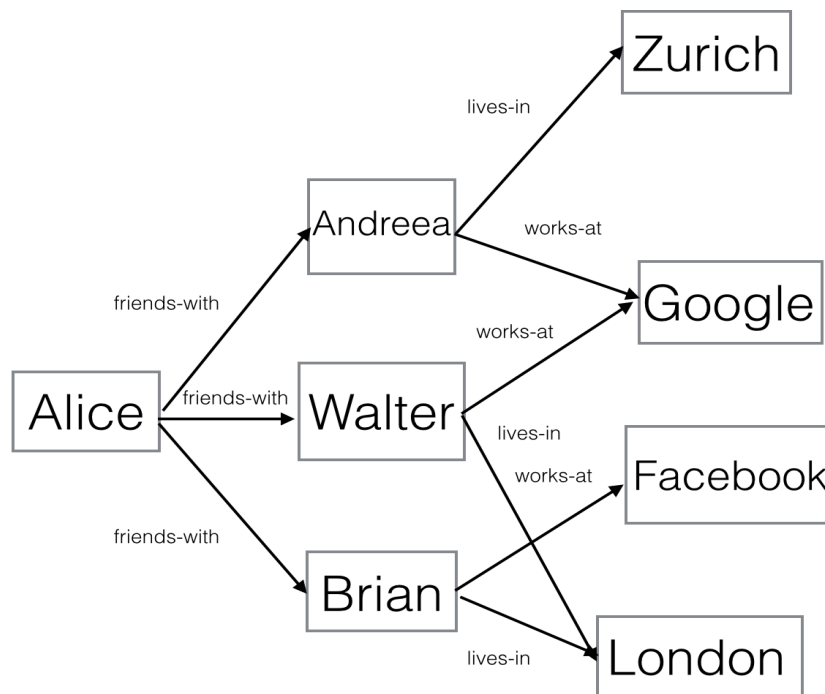 Zurich
lives-in
Andreea
works-at
Google
friends-with
works-at
Alice
friends-with
Walter
lives-in
Facebook
works-at
friends-with
Brian
lives-in
London